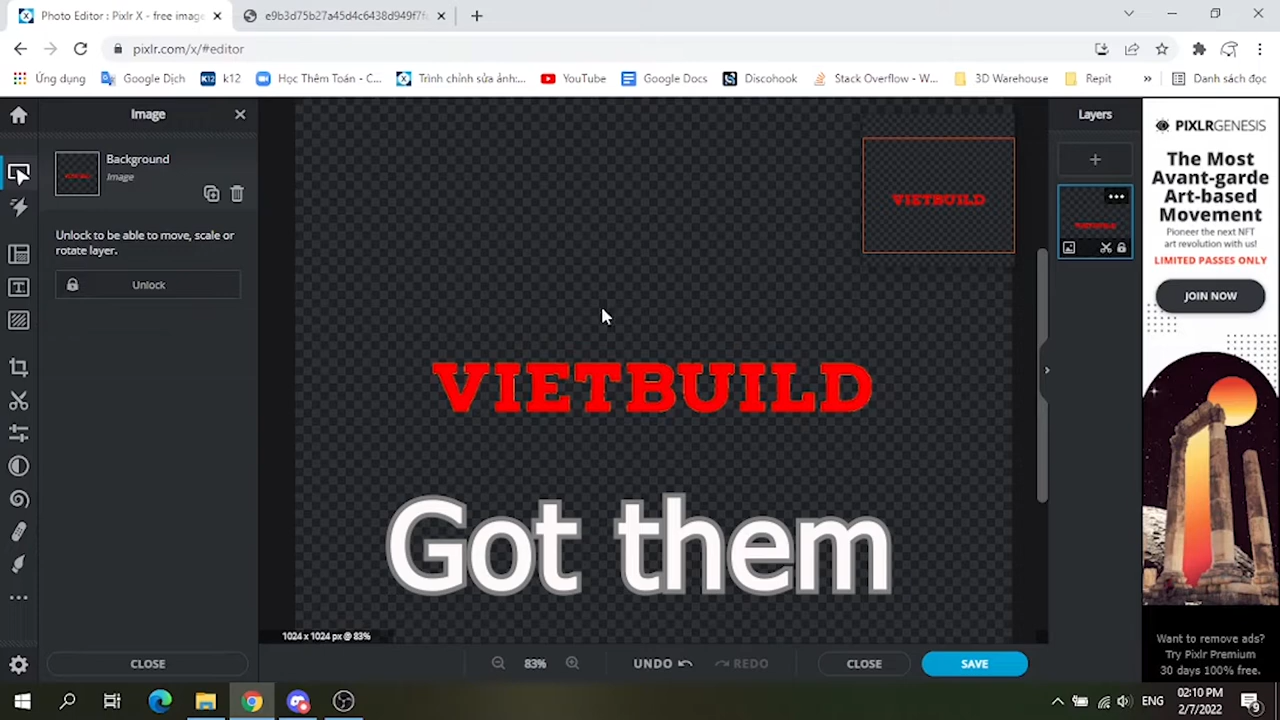 Photo Editor : Pixlr X - free image
e9b3d75b27a45d4c6438d949f7f
pixlr.com/x/#editor
Ứng dụng
Google Dịch
k12
Học Thêm Toán - C...
Trình chỉnh sửa ảnh:...
YouTube
Google Docs
Discohook
Stack Overflow - W...
3D Warehouse
Repit
»
Danh sách đọc
Image
Background
Image
Unlock to be able to move, scale or
rotate layer.
Unlock
CLOSE
VIETBUILD
VIETBUILD
Got them
1024 x 1024 px @ 83%
83%
UNDO
REDO
CLOSE
SAVE
Layers
PIXLRGENESIS
The Most
Avant-garde
Art-based
Movement
Pioneer the next NFT
art revolution with us!
LIMITED PASSES ONLY
JOIN NOW
Want to remove ads?
Try Pixlr Premium
30 days 100% free.
ENG
02:10 PM
2/7/2022
9